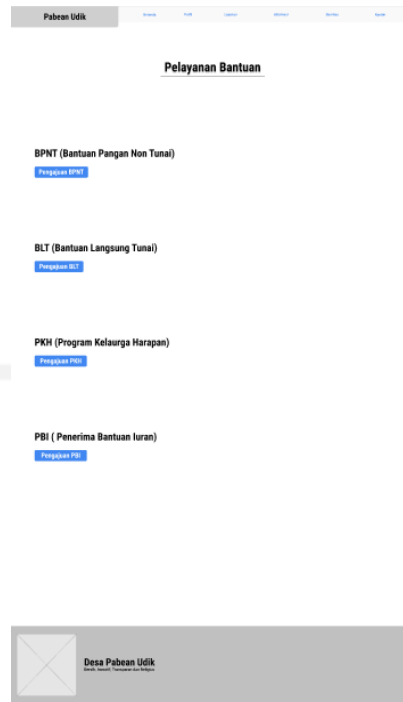 Pabean Udik
Pelayanan Bantuan
BPNT (Bantuan Pangan Non Tunai)
Pengajuan BPNT
BLT (Bantuan Langsung Tunai)
Pengajuan BLT
PKH (Program Kelaurga Harapan)
Pengajuan PKH
PBI ( Penerima Bantuan Iuran)
Pengajuan PBI
Desa Pabean Udik